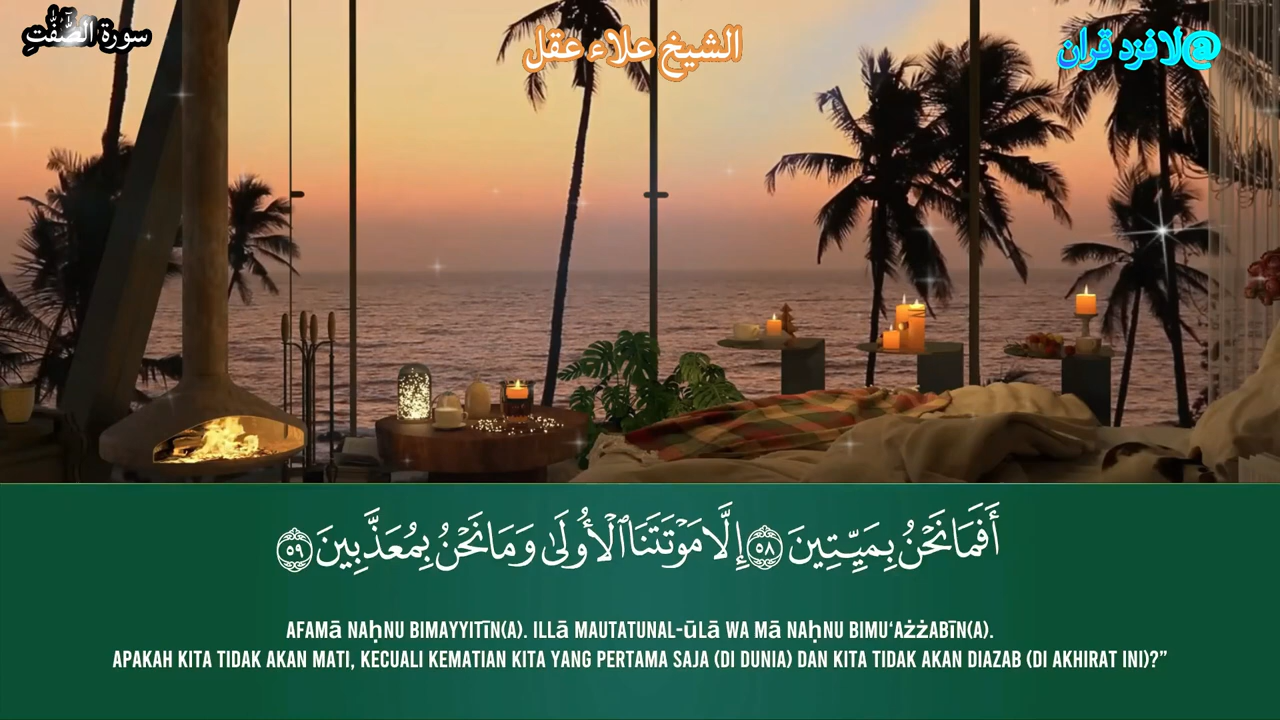 سورة الصّٰٓفّٰتِ
الشيخ علاء عقل
@لافزد قران
أَفَمَا نَحْنُ بِمَيِّتِينَ ۝٥٨ إِلَّا مَوْتَتَنَا ٱلْأُولَىٰ وَمَا نَحْنُ بِمُعَذَّبِينَ ۝٥٩
AFAMā NAḥNU BIMAYYITīN(A). ILLā MAUTATUNAL-ūLā WA Mā NAḥNU BIMU‘AżżABīN(A).
APAKAH KITA TIDAK AKAN MATI, KECUALI KEMATIAN KITA YANG PERTAMA SAJA (DI DUNIA) DAN KITA TIDAK AKAN DIAZAB (DI AKHIRAT INI)?”